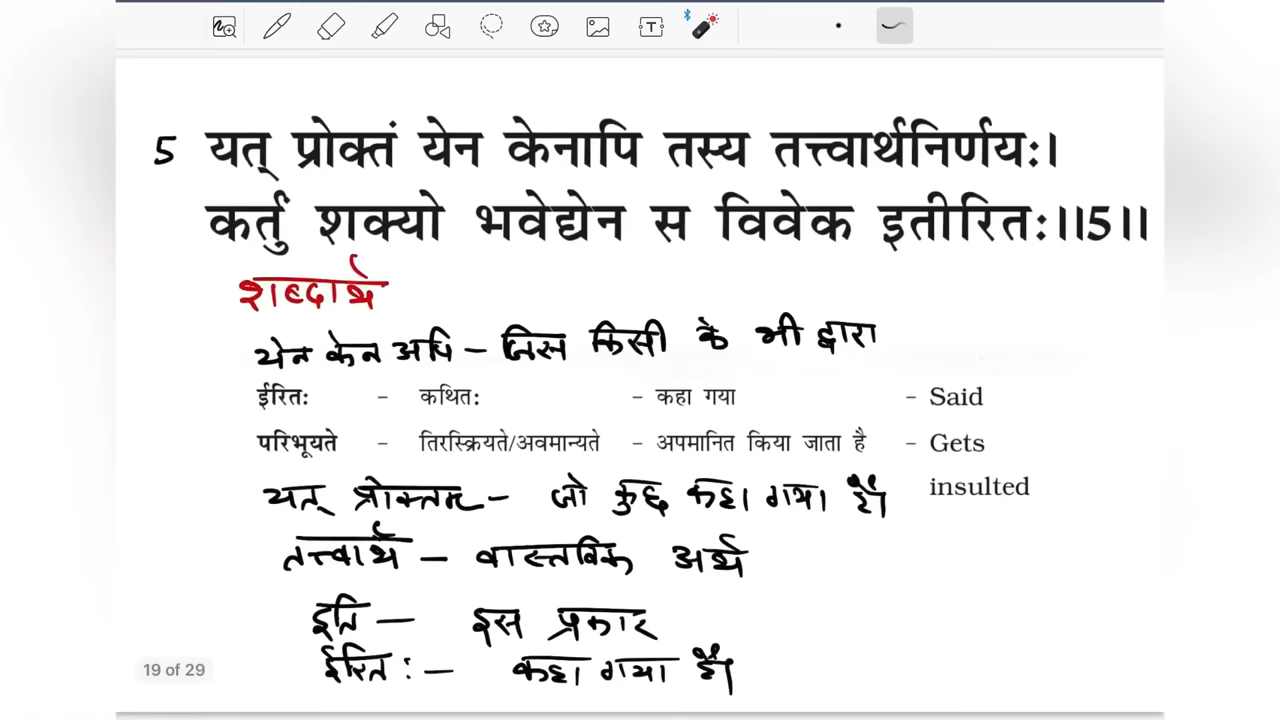 5 यत् प्रोक्तं येन केनापि तस्य तत्त्वार्थनिर्णयः।
कर्तुं शक्यो भवेद्येन स विवेक इतीरितः।।5।।
शब्दार्थ
येन केन अपि – जिस किसी के भी द्वारा
ईरितः - कथितः - कहा गया - Said
परिभूयते - तिरस्क्रियते/अवमान्यते - अपमानित किया जाता है - Gets
insulted
यत् प्रोक्तम् – जो कुछ कहा गया है।
तत्त्वार्थ – वास्तविक अर्थ
इति – इस प्रकार
ईरितः – कहा गया है।
19 of 29